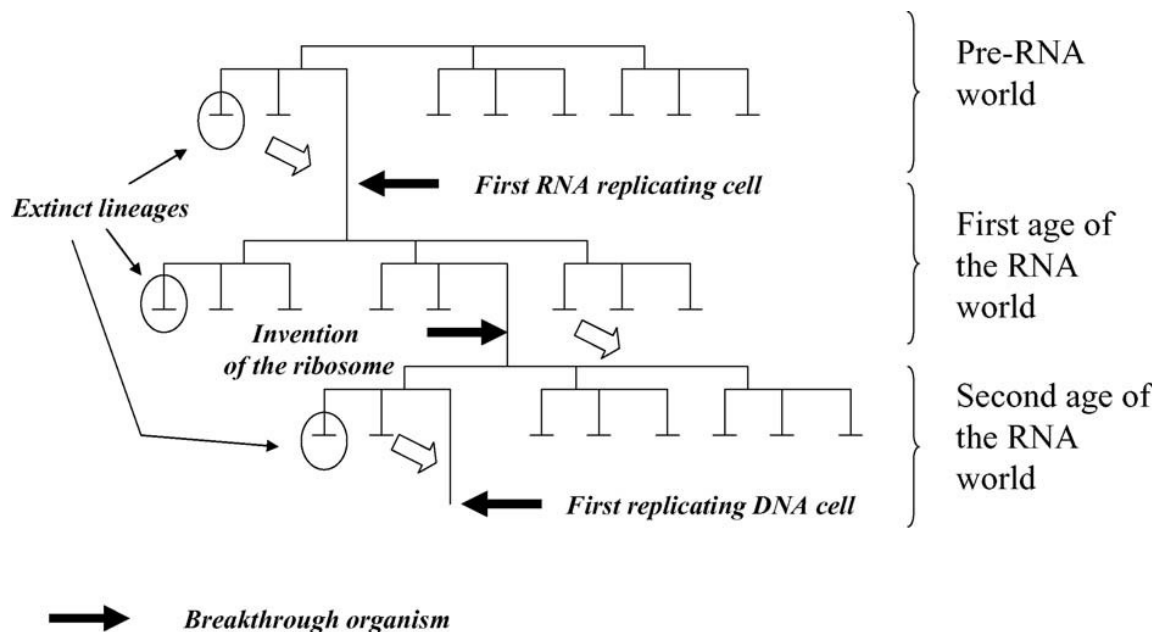 Pre-RNA
world
First RNA replicating cell
Extinct lineages
First age of
the RNA
world
Invention
of the ribosome
Second age of
the RNA
world
First replicating DNA cell
Breakthrough organism